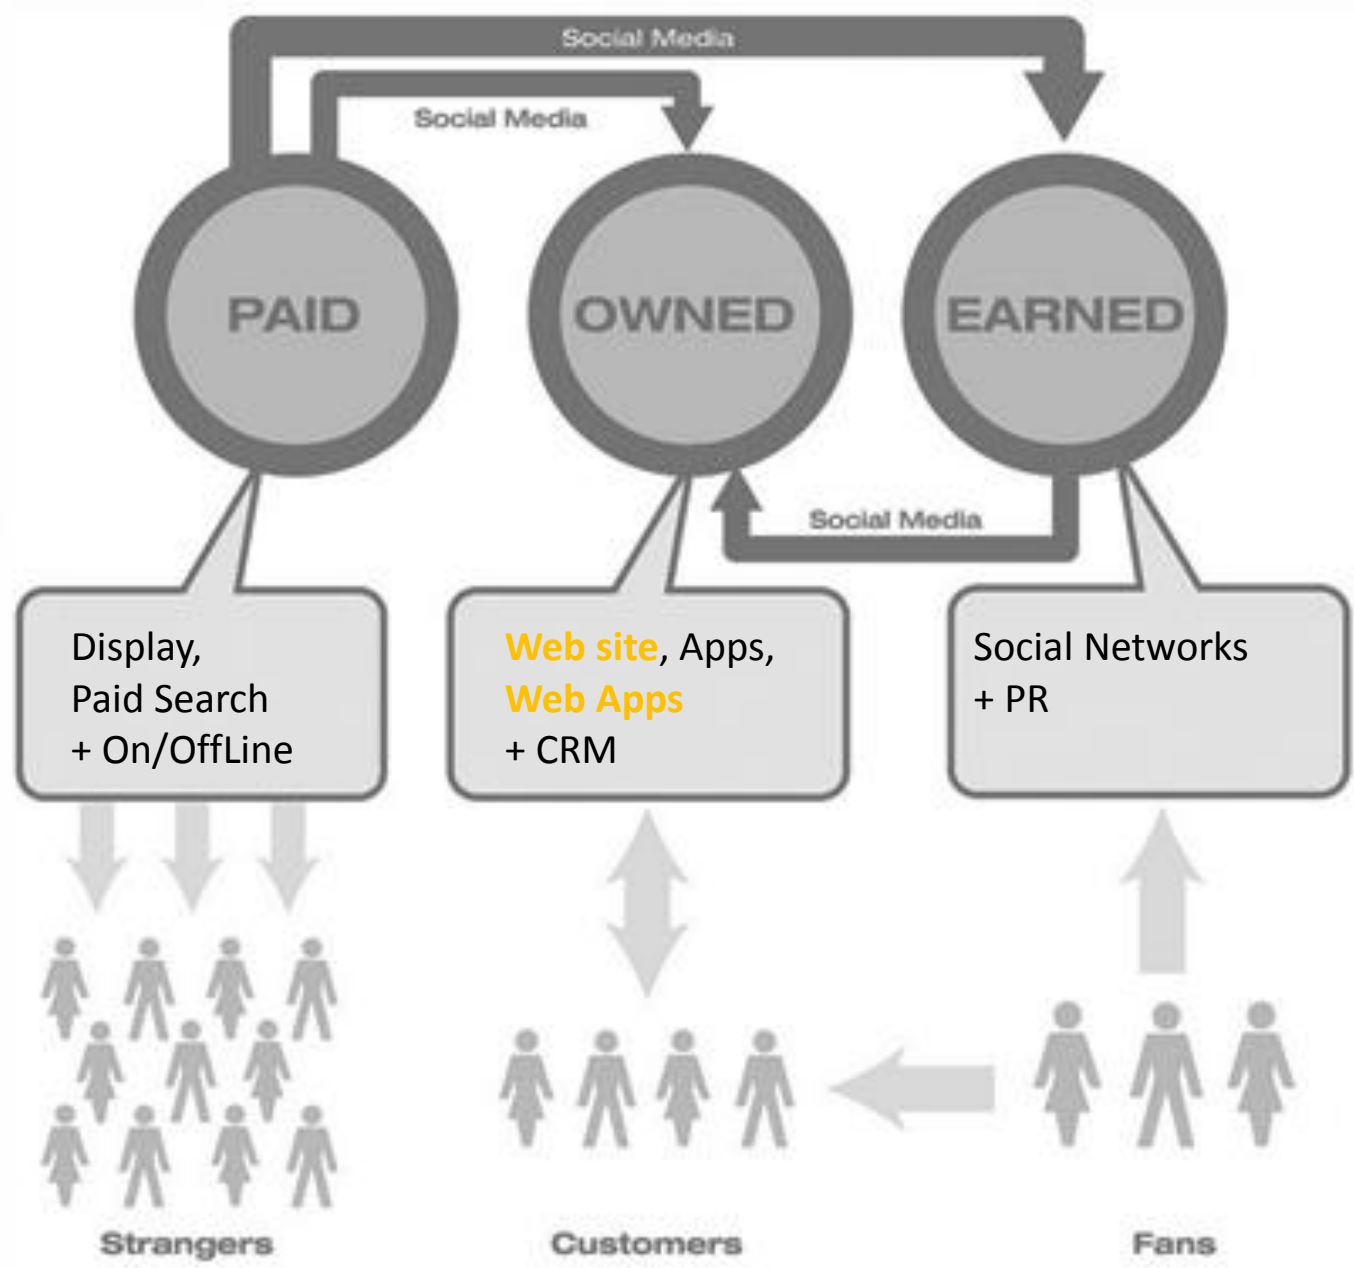 Social Media
Social Media
PAID
OWNED
EARNED
Social Media
Display,
Paid Search
+ On/OffLine
Web site, Apps,
Web Apps
+ CRM
Social Networks
+ PR
Strangers
Customers
Fans